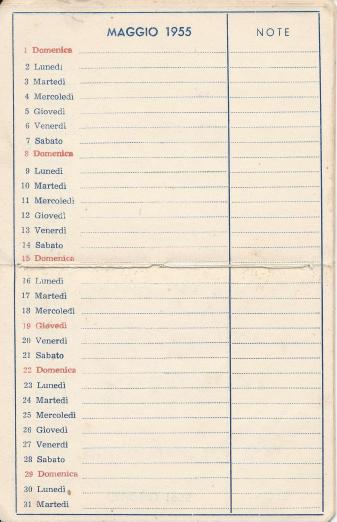 MAGGIO 1955 NOTE
1 Domenica
2 Lunedì
3 Martedì
4 Mercoledì
5 Giovedì
6 Venerdì
7 Sabato
8 Domenica
9 Lunedì
10 Martedì
11 Mercoledì
12 Giovedì
13 Venerdì
14 Sabato
15 Domenica
16 Lunedì
17 Martedì
18 Mercoledì
19 Giovedì
20 Venerdì
21 Sabato
22 Domenica
23 Lunedì
24 Martedì
25 Mercoledì
26 Giovedì
27 Venerdì
28 Sabato
29 Domenica
30 Lunedì
31 Martedì